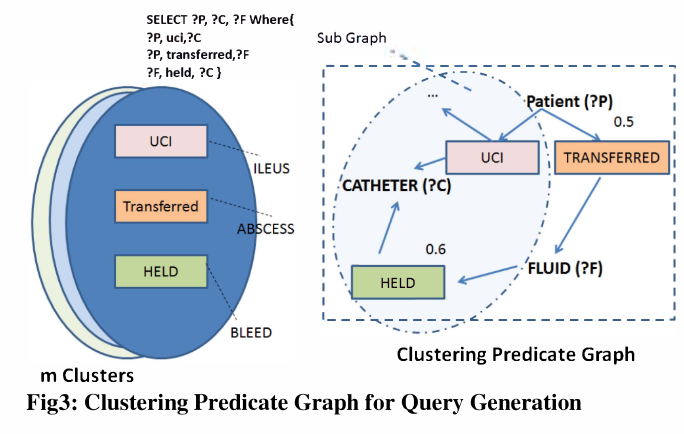 SELECT ?P, ?C, ?F Where{
?P, uci,?C
?P, transferred,?F
?F, held, ?C }
UCI
ILEUS
Transferred
ABSCESS
HELD
BLEED
m Clusters
Sub Graph
...
Patient (?P)
0.5
UCI
TRANSFERRED
CATHETER (?C)
0.6
FLUID (?F)
HELD
Clustering Predicate Graph
Fig3: Clustering Predicate Graph for Query Generation